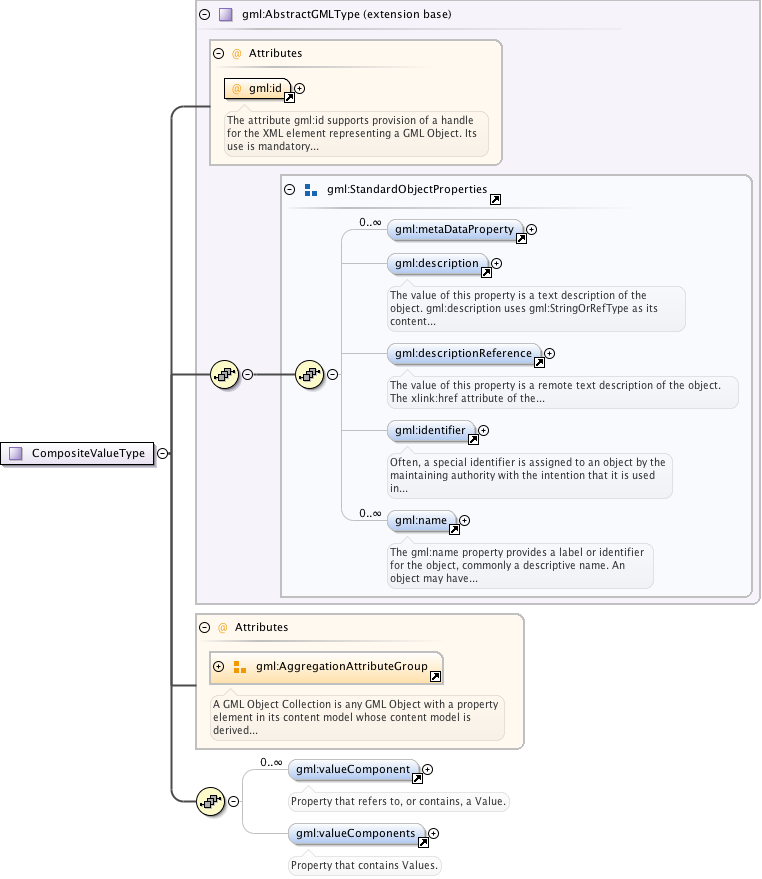 gml:AbstractGMLType (extension base)
@ Attributes
@ gml:id
The attribute gml:id supports provision of a handle
for the XML element representing a GML Object. Its
use is mandatory...
gml:StandardObjectProperties
0..∞
gml:metaDataProperty
gml:description
The value of this property is a text description of the
object. gml:description uses gml:StringOrRefType as its
content...
gml:descriptionReference
The value of this property is a remote text description of the object.
The xlink:href attribute of the...
gml:identifier
Often, a special identifier is assigned to an object by the
maintaining authority with the intention that it is used
in...
0..∞
gml:name
The gml:name property provides a label or identifier
for the object, commonly a descriptive name. An
object may have...
CompositeValueType
@ Attributes
gml:AggregationAttributeGroup
A GML Object Collection is any GML Object with a property
element in its content model whose content model is
derived...
0..∞
gml:valueComponent
Property that refers to, or contains, a Value.
gml:valueComponents
Property that contains Values.